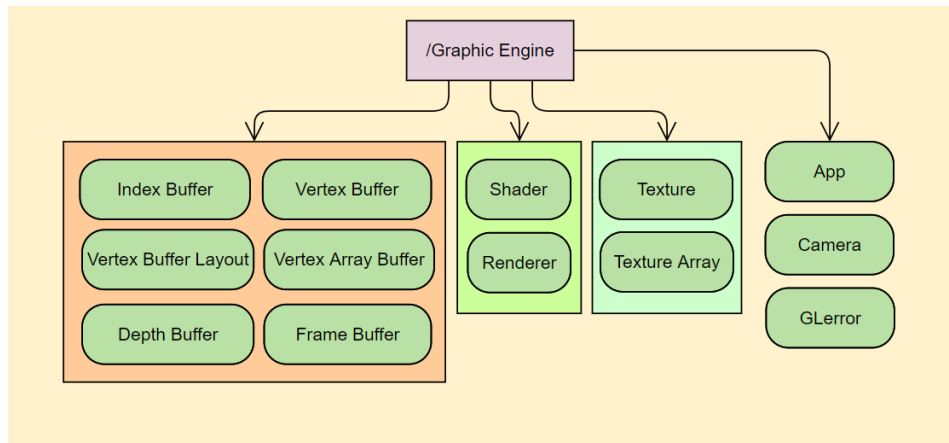 /Graphic Engine
Index Buffer
Vertex Buffer
Vertex Buffer Layout
Vertex Array Buffer
Depth Buffer
Frame Buffer
Shader
Renderer
Texture
Texture Array
App
Camera
GLerror